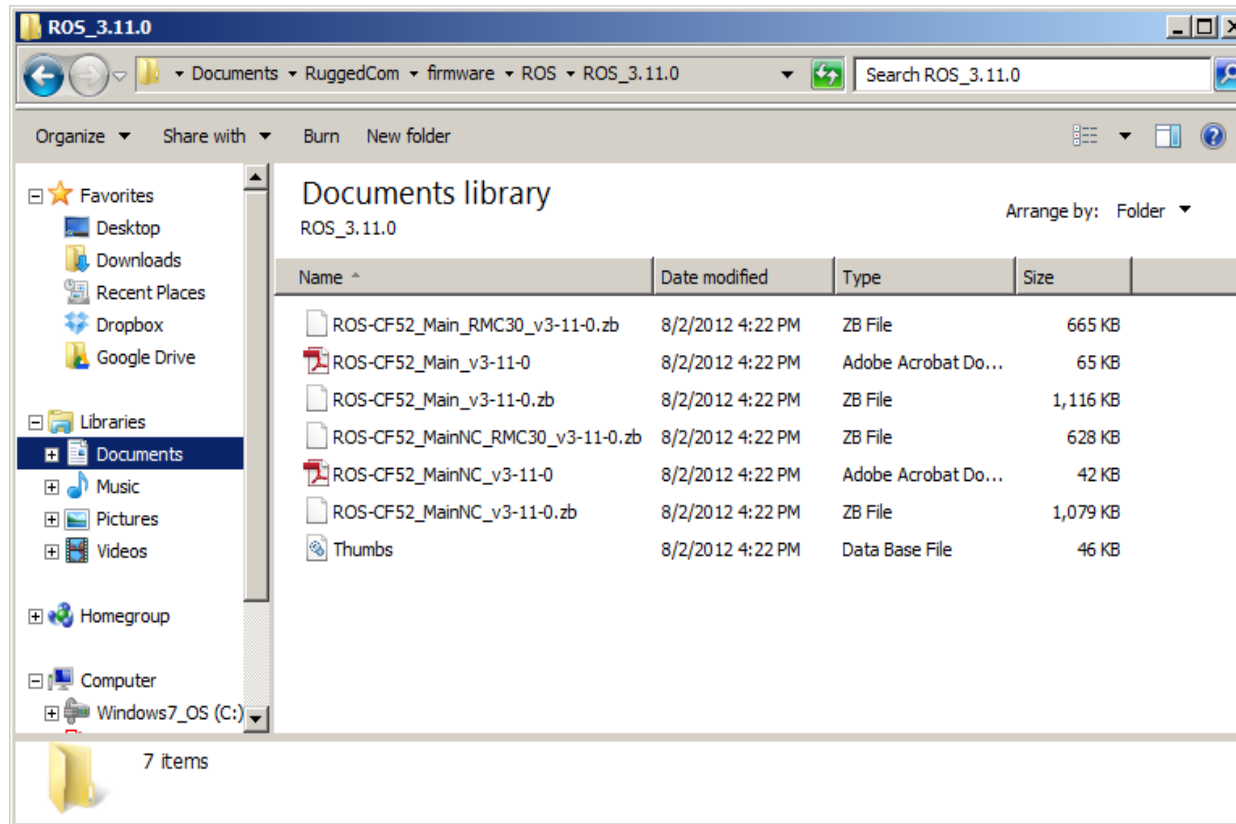 ROS_3.11.0
Documents RuggedCom firmware ROS ROS_3.11.0 Search ROS_3.11.0
Organize Share with Burn New folder
Favorites
Desktop
Downloads
Recent Places
Dropbox
Google Drive
Libraries
Documents
Music
Pictures
Videos
Homegroup
Computer
Windows7_OS (C:)
Documents library
ROS_3.11.0
Arrange by: Folder
Name Date modified Type Size
ROS-CF52_Main_RMC30_v3-11-0.zb 8/2/2012 4:22 PM ZB File 665 KB
ROS-CF52_Main_v3-11-0 8/2/2012 4:22 PM Adobe Acrobat Do... 65 KB
ROS-CF52_Main_v3-11-0.zb 8/2/2012 4:22 PM ZB File 1,116 KB
ROS-CF52_MainNC_RMC30_v3-11-0.zb 8/2/2012 4:22 PM ZB File 628 KB
ROS-CF52_MainNC_v3-11-0 8/2/2012 4:22 PM Adobe Acrobat Do... 42 KB
ROS-CF52_MainNC_v3-11-0.zb 8/2/2012 4:22 PM ZB File 1,079 KB
Thumbs 8/2/2012 4:22 PM Data Base File 46 KB
7 items